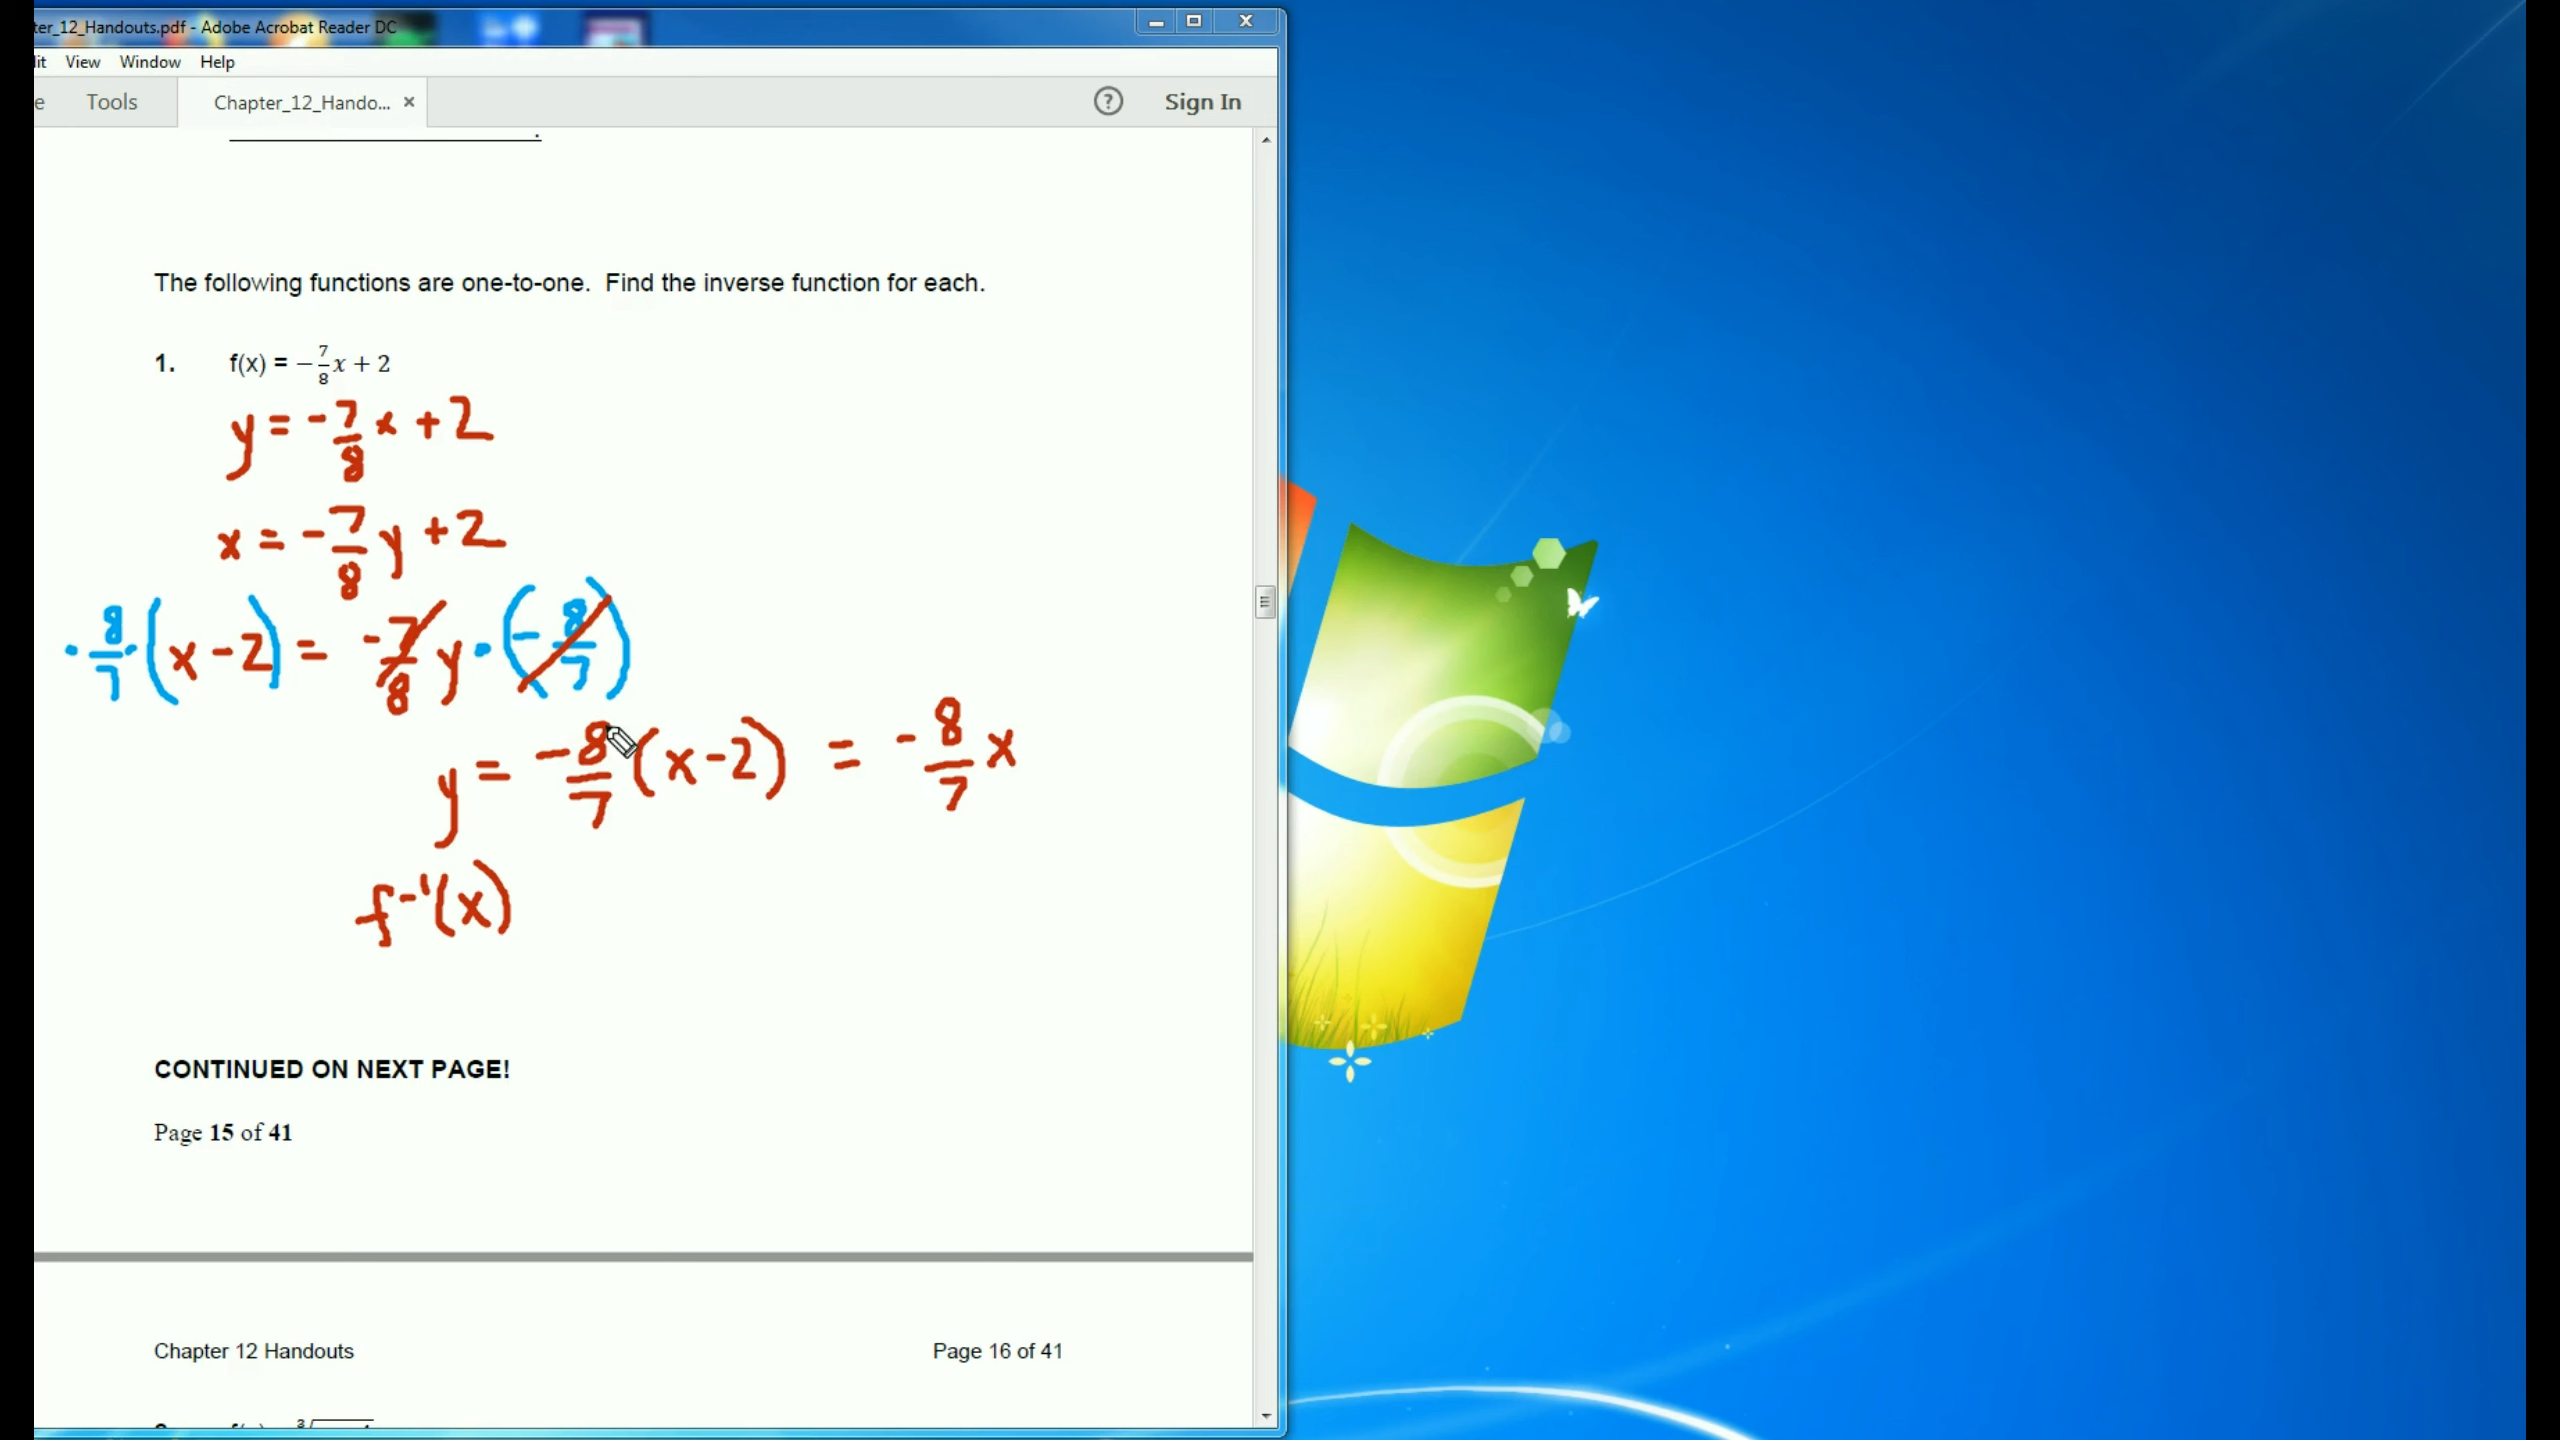 ter_12_Handouts.pdf - Adobe Acrobat Reader DC
it View Window Help
e Tools Chapter_12_Hando... × ? Sign In
.
The following functions are one-to-one. Find the inverse function for each.
1. f(x) = −7/8 x + 2
y = -7/8 x + 2
x = -7/8 y + 2
· 8/7 · (x - 2) = -7/8 y · (- 8/7)
y = -8/7 (x - 2) = -8/7 x
f⁻¹(x)
CONTINUED ON NEXT PAGE!
Page 15 of 41
Chapter 12 Handouts Page 16 of 41